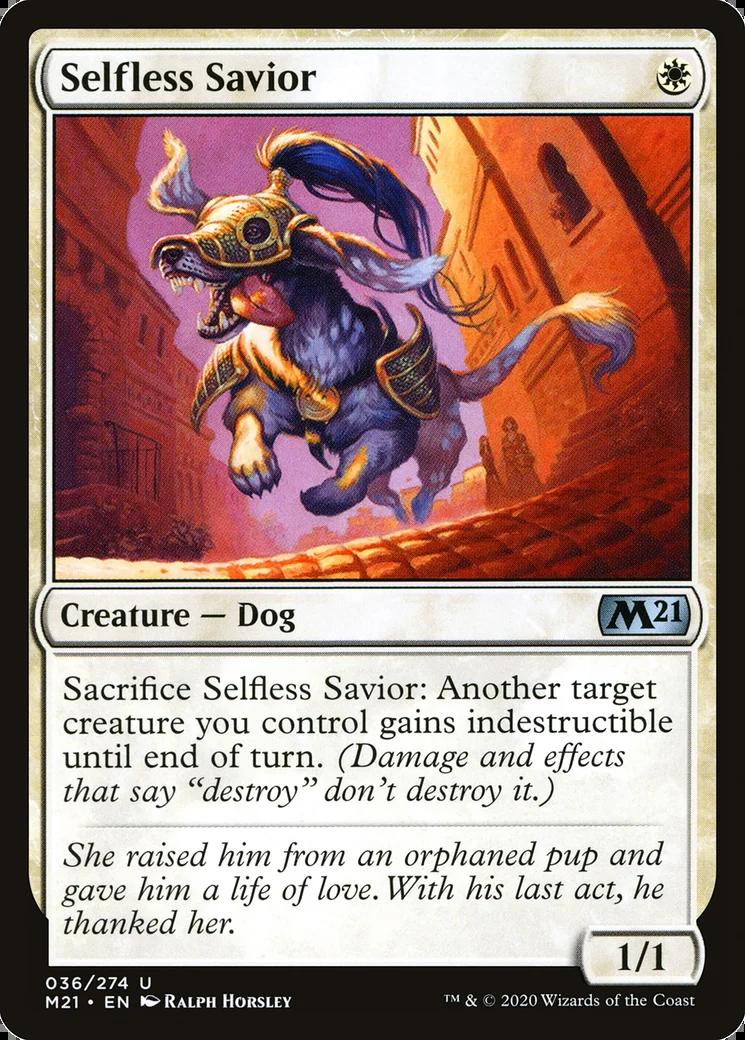 Selfless Savior
Creature — Dog
M21
Sacrifice Selfless Savior: Another target
creature you control gains indestructible
until end of turn. (Damage and effects
that say “destroy” don’t destroy it.)
She raised him from an orphaned pup and
gave him a life of love. With his last act, he
thanked her.
1/1
036/274 U
M21 • EN Ralph Horsley
™ & © 2020 Wizards of the Coast